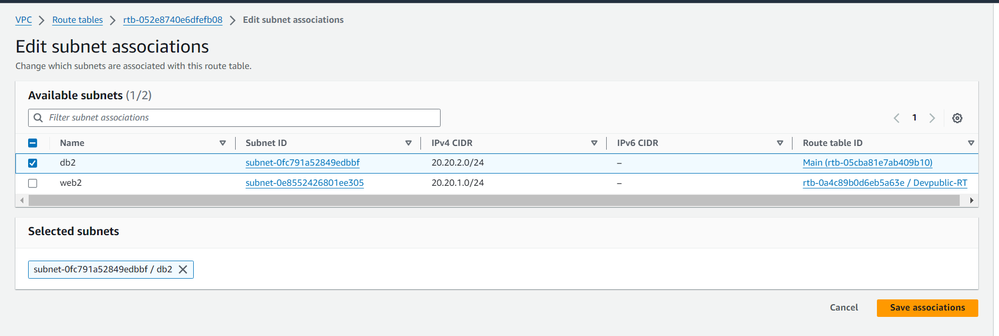 VPC > Route tables > rtb-052e8740e6dfefb08 > Edit subnet associations
Edit subnet associations
Change which subnets are associated with this route table.
Available subnets (1/2)
Filter subnet associations
1
Name Subnet ID IPv4 CIDR IPv6 CIDR Route table ID
db2 subnet-0fc791a52849edbbf 20.20.2.0/24 – Main (rtb-05cba81e7ab409b10)
web2 subnet-0e8552426801ee305 20.20.1.0/24 – rtb-0a4c89b0d6eb5a63e / Devpublic-RT
Selected subnets
subnet-0fc791a52849edbbf / db2
Cancel Save associations